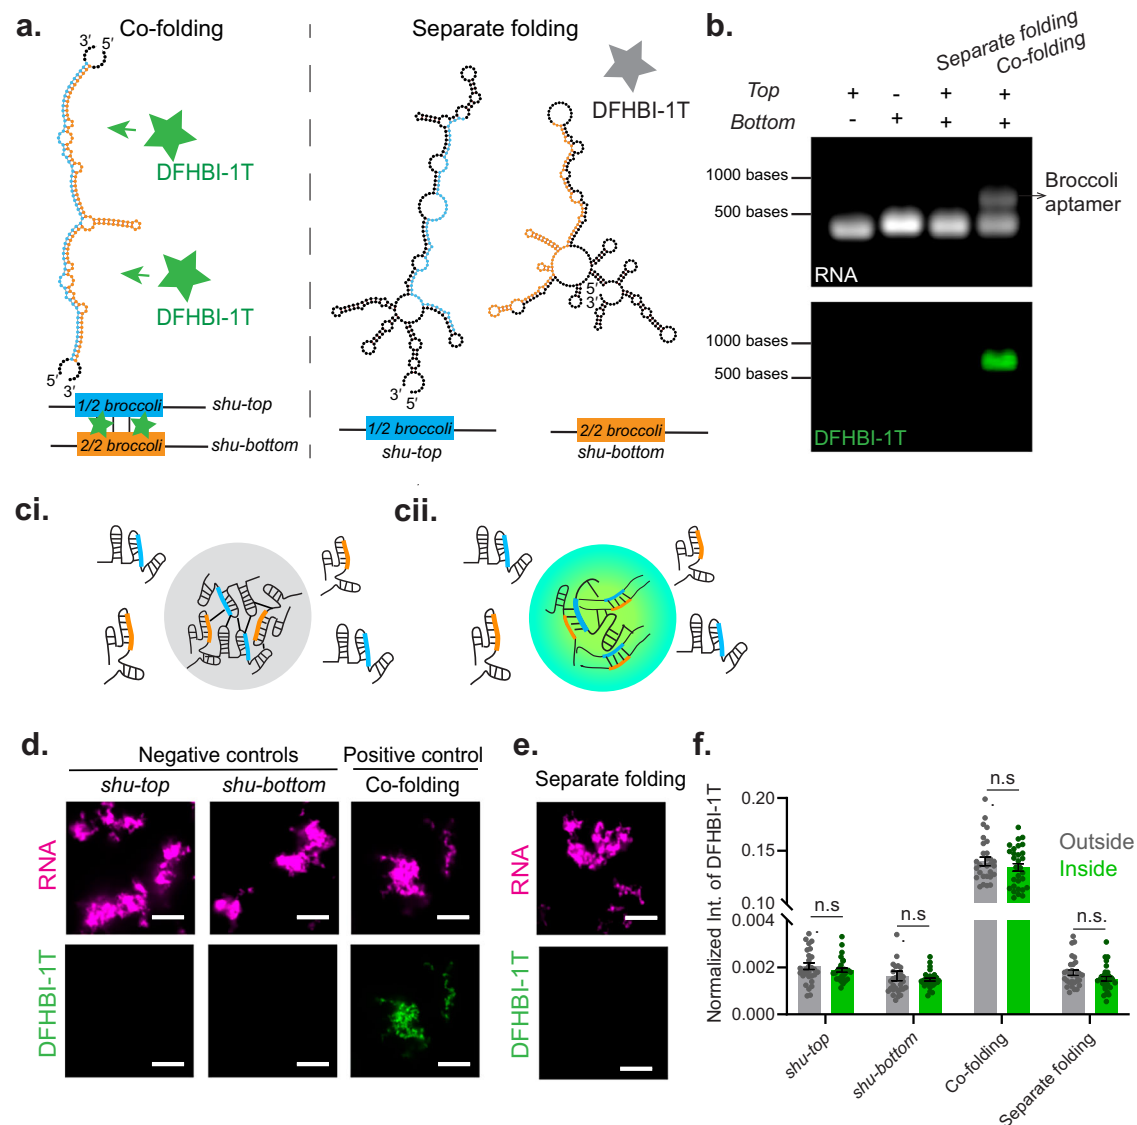 a.
Co-folding
Separate folding
3′ 5′
DFHBI-1T
DFHBI-1T
5′
3′
1/2 broccoli
shu-top
2/2 broccoli
shu-bottom
DFHBI-1T
5′
3′
3′
5′
1/2 broccoli
shu-top
2/2 broccoli
shu-bottom
b.
Separate folding
Co-folding
Top + - + +
Bottom - + + +
1000 bases
500 bases
Broccoli
aptamer
RNA
1000 bases
500 bases
DFHBI-1T
ci.
cii.
d.
Negative controls
Positive control
shu-top
shu-bottom
Co-folding
RNA
DFHBI-1T
e.
Separate folding
RNA
DFHBI-1T
f.
Normalized Int. of DFHBI-1T
0.20
0.15
0.10
0.004
0.002
0.000
n.s
n.s
n.s
n.s.
Outside
Inside
shu-top
shu-bottom
Co-folding
Separate folding